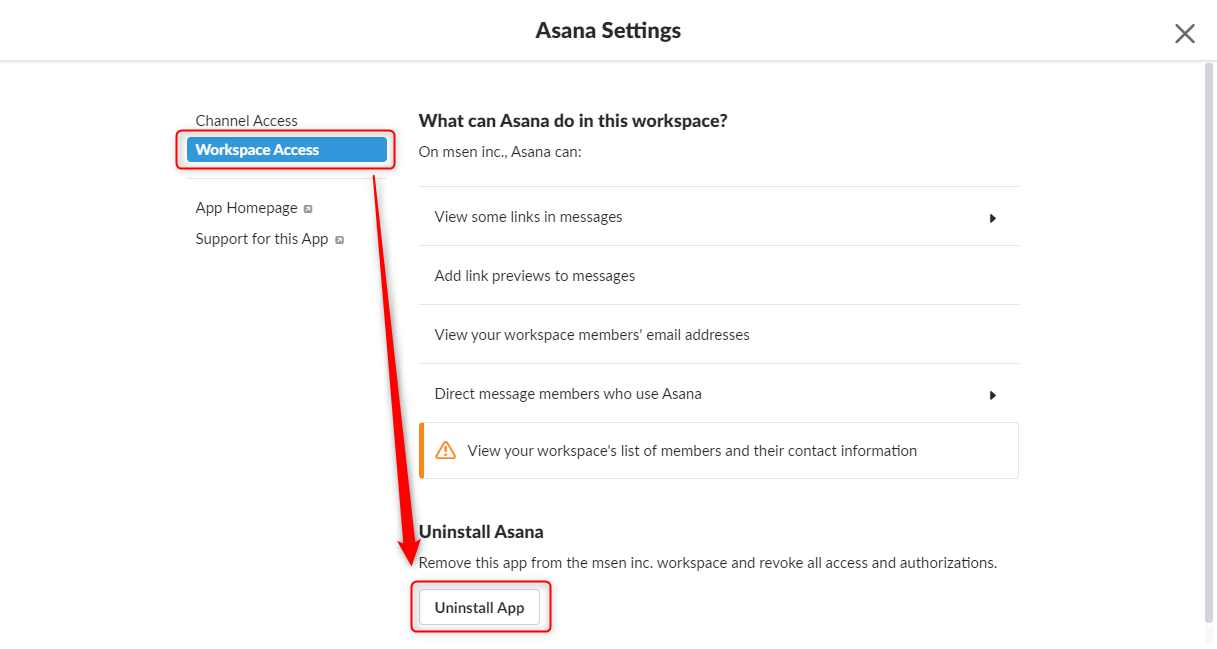 Asana Settings
Channel Access
Workspace Access
App Homepage
Support for this App
What can Asana do in this workspace?
On msen inc., Asana can:
View some links in messages
Add link previews to messages
View your workspace members' email addresses
Direct message members who use Asana
View your workspace's list of members and their contact information
Uninstall Asana
Remove this app from the msen inc. workspace and revoke all access and authorizations.
Uninstall App